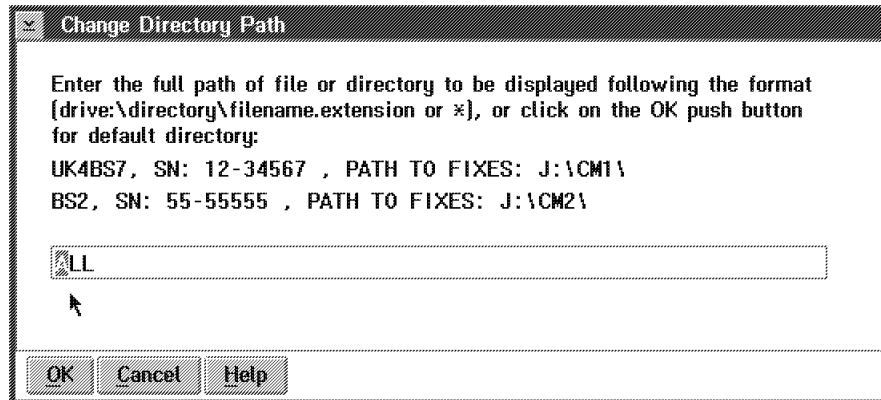 Change Directory Path
Enter the full path of file or directory to be displayed following the format
(drive:\directory\filename.extension or *), or click on the OK push button
for default directory:
UK4BS7, SN: 12-34567 , PATH TO FIXES: J:\CM1\
BS2, SN: 55-55555 , PATH TO FIXES: J:\CM2\
ALL
OK Cancel Help